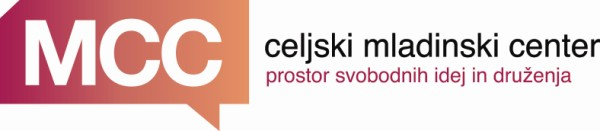 MCC
celjski mladinski center
prostor svobodnih idej in druženja